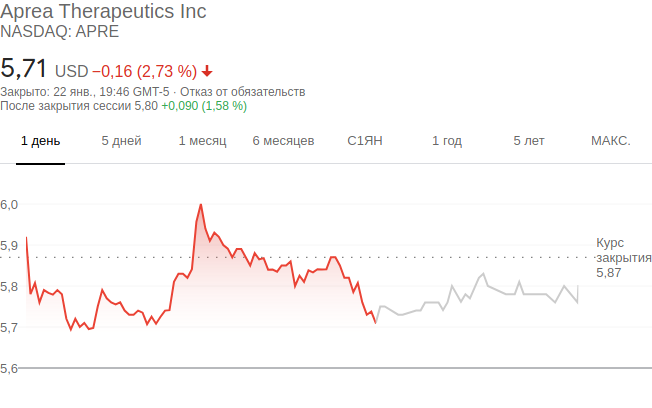 Aprea Therapeutics Inc
NASDAQ: APRE
5,71 USD −0,16 (2,73 %)
Закрыто: 22 янв., 19:46 GMT-5 · Отказ от обязательств
После закрытия сессии 5,80 +0,090 (1,58 %)
1 день 5 дней 1 месяц 6 месяцев С1ЯН 1 год 5 лет МАКС.
6,0
5,9
5,8
5,7
5,6
Курс
закрытия
5,87